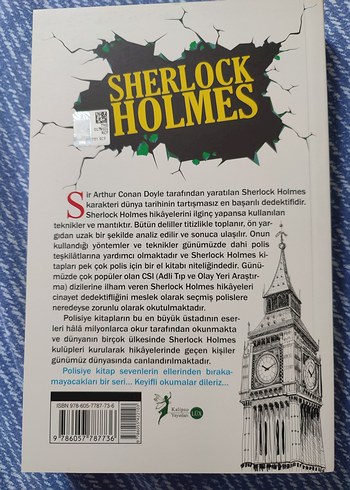 SHERLOCK
HOLMES
Sir Arthur Conan Doyle tarafından yaratılan Sherlock Holmes
karakteri dünya tarihinin tartışmasız en başarılı dedektifidir.
Sherlock Holmes hikâyelerini ilginç yapansa kullanılan
teknikler ve mantıktır. Bütün deliller titizlikle toplanır, ön yar-
gıdan uzak bir şekilde analiz edilir ve sonuca ulaşılır. Onun
kullandığı yöntemler ve teknikler günümüzde dahi polis
teşkilâtlarına yardımcı olmaktadır ve Sherlock Holmes ki-
tapları pek çok polis için bir el kitabı niteliğindedir. Günü-
müzde çok popüler olan CSI (Adli Tıp ve Olay Yeri Araştır-
ma) dizilerine ilham veren Sherlock Holmes hikâyeleri
cinayet dedektifliğini meslek olarak seçmiş polislere
neredeyse zorunlu olarak okutulmaktadır.
Polisiye kitapların bu en büyük üstadının eser-
leri hâlâ milyonlarca okur tarafından okunmakta
ve dünyanın birçok ülkesinde Sherlock Holmes
kulüpleri kurularak hikâyelerinde geçen kişiler
günümüz dünyasında canlandırılmaktadır.
Polisiye kitap sevenlerin ellerinden bıraka-
mayacakları bir seri... Keyifli okumalar dileriz...
ISBN 978-605-7787-73-6
9 786057 787736
Kalipso
Yayınları
LÜX